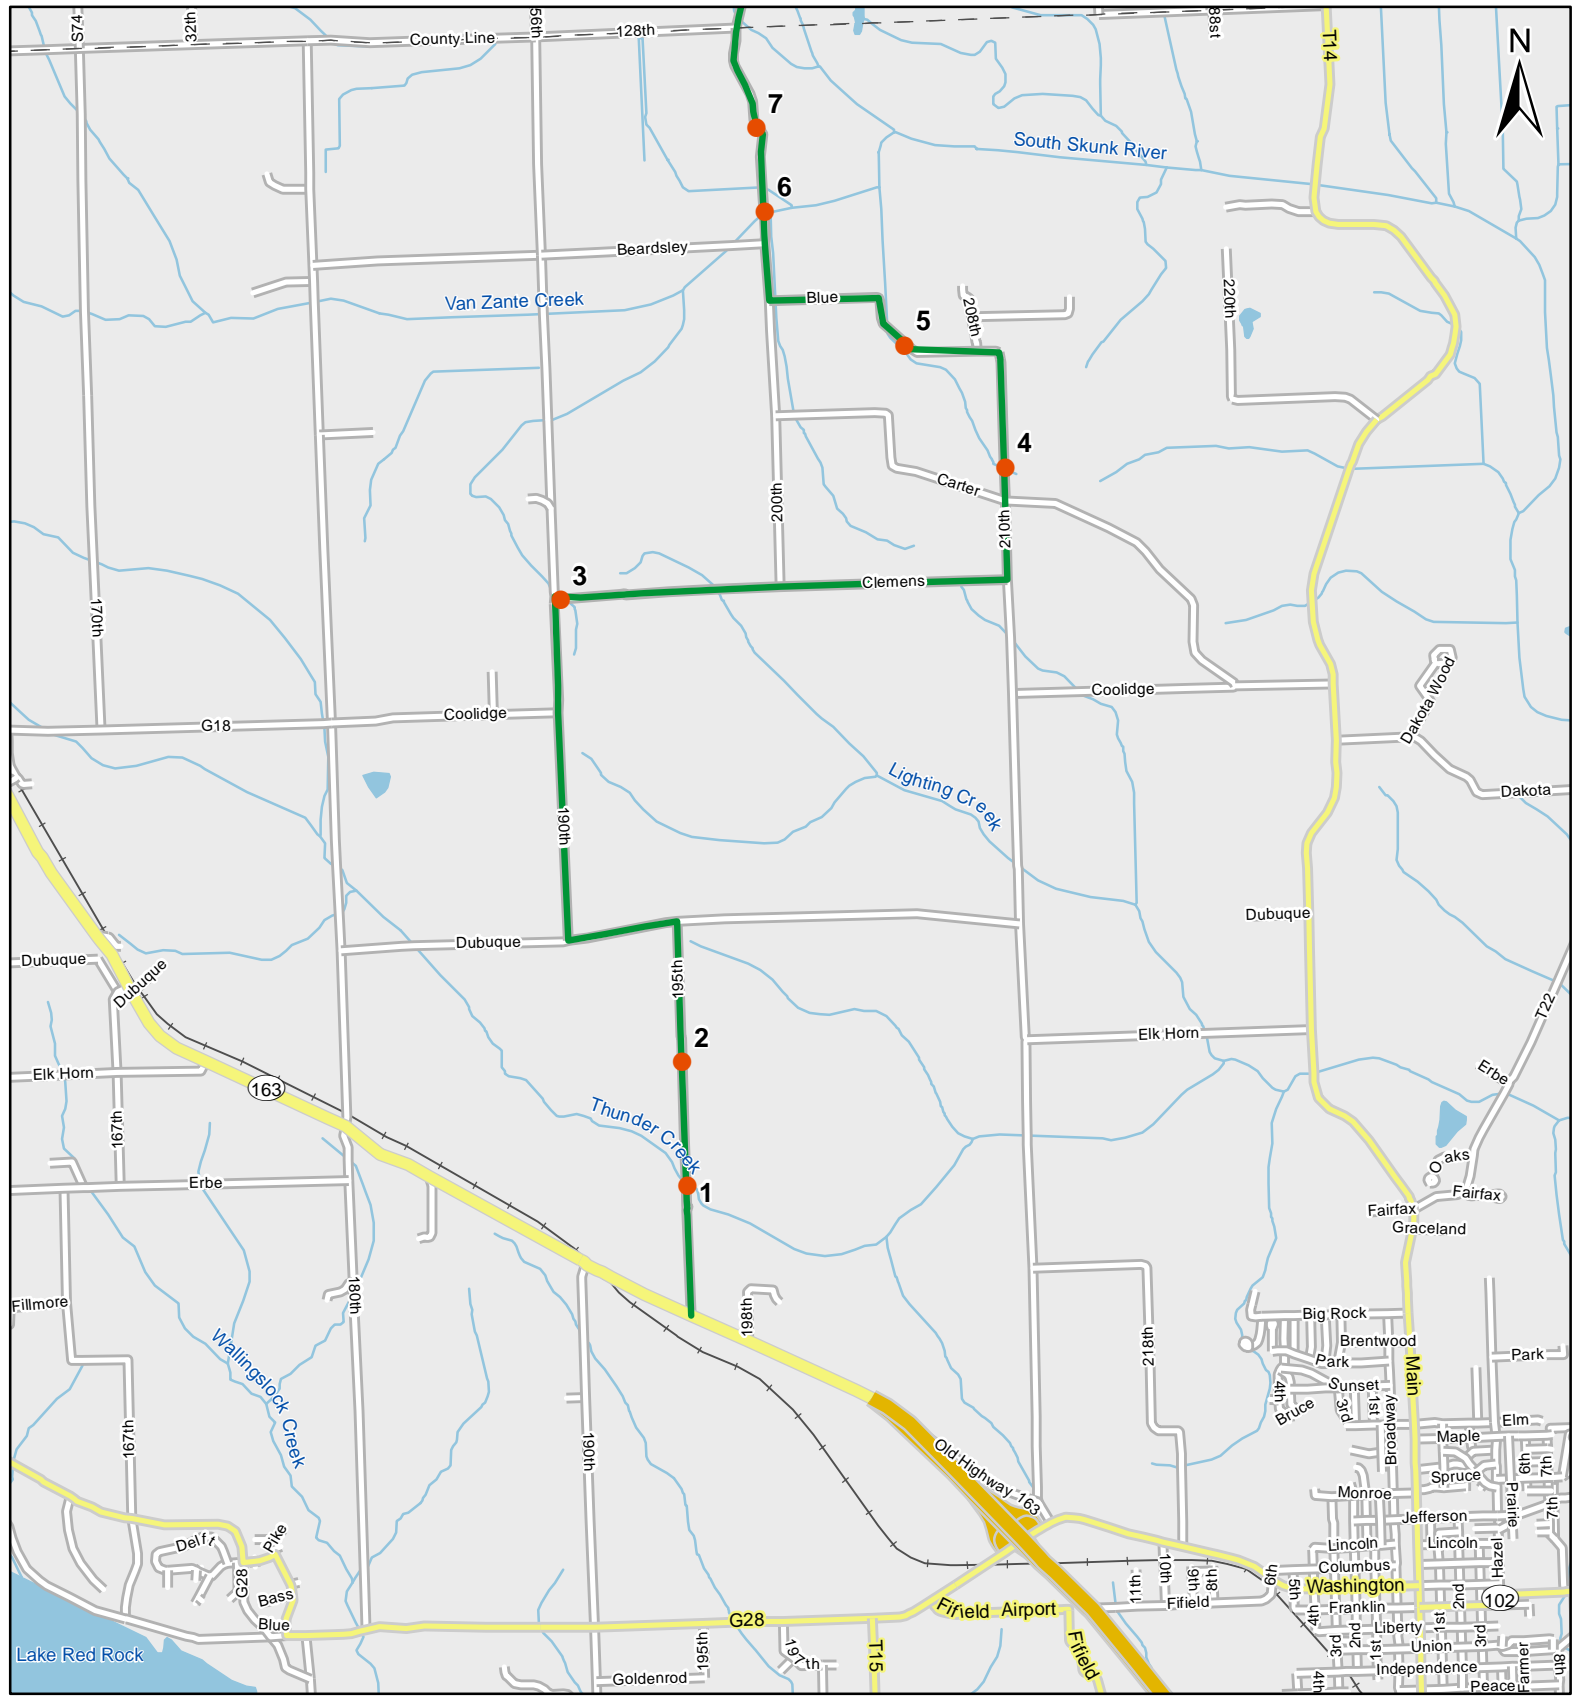 S74
32th
56th
County Line
128th
88st
T14
N
7
South Skunk River
6
Beardsley
Van Zante Creek
Blue
5
208th
220th
4
Carter
200th
210th
3
Clemens
170th
Coolidge
Dakota Wood
G18
Coolidge
Lighting Creek
Dakota
190th
Dubuque
Dubuque
Dubuque
Dubuque
195th
T22
2
Elk Horn
Elk Horn
Erbe
163
167th
Thunder Creek
Oaks
Erbe
1
Fairfax
Fairfax
Graceland
Fillmore
180th
198th
Big Rock
Wallingslock Creek
218th
Brentwood
Park
Park
Main
Sunset
4th
3rd
1st
Bruce
Broadway
Elm
167th
190th
Maple
Old Highway 163
6th
7th
Spruce
Monroe
Prairie
7th
Jefferson
Delft
Pike
Lincoln
Lincoln
Hazel
G28
10th
Columbus
11th
9th
8th
6th
5th
Washington
2nd
102
Bass
Fifield
Fifield Airport
4th
Franklin
1st
Blue
G28
Liberty
3rd
2nd
1st
3rd
Union
Lake Red Rock
195th
197th
T15
Fifield
Independence
Farmer
8th
Goldenrod
4th
Peace